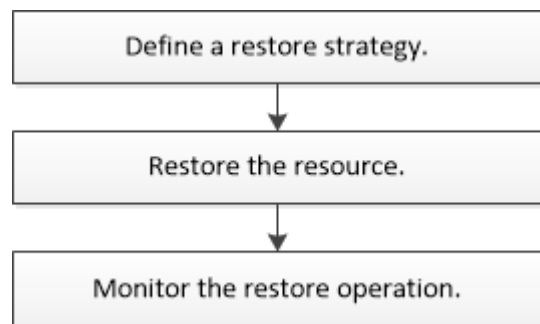 Define a restore strategy.
Restore the resource.
Monitor the restore operation.